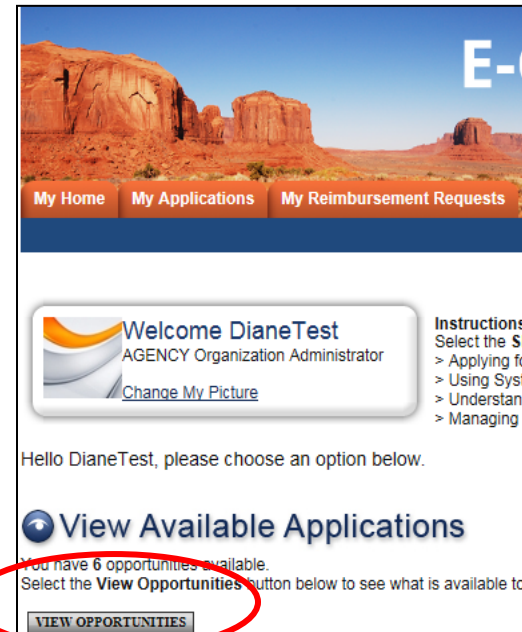 E-
My Home My Applications My Reimbursement Requests
Welcome DianeTest
AGENCY Organization Administrator
Change My Picture
Instructions
Select the S
> Applying fo
> Using Syst
> Understan
> Managing
Hello DianeTest, please choose an option below.
View Available Applications
You have 6 opportunities available.
Select the View Opportunities button below to see what is available to
VIEW OPPORTUNITIES